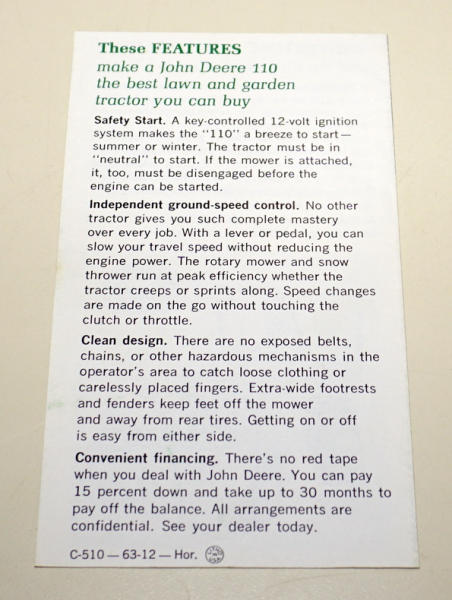 These FEATURES
make a John Deere 110
the best lawn and garden
tractor you can buy
Safety Start. A key-controlled 12-volt ignition
system makes the "110" a breeze to start—
summer or winter. The tractor must be in
"neutral" to start. If the mower is attached,
it, too, must be disengaged before the
engine can be started.
Independent ground-speed control. No other
tractor gives you such complete mastery
over every job. With a lever or pedal, you can
slow your travel speed without reducing the
engine power. The rotary mower and snow
thrower run at peak efficiency whether the
tractor creeps or sprints along. Speed changes
are made on the go without touching the
clutch or throttle.
Clean design. There are no exposed belts,
chains, or other hazardous mechanisms in the
operator's area to catch loose clothing or
carelessly placed fingers. Extra-wide footrests
and fenders keep feet off the mower
and away from rear tires. Getting on or off
is easy from either side.
Convenient financing. There's no red tape
when you deal with John Deere. You can pay
15 percent down and take up to 30 months to
pay off the balance. All arrangements are
confidential. See your dealer today.
C-510—63-12—Hor.